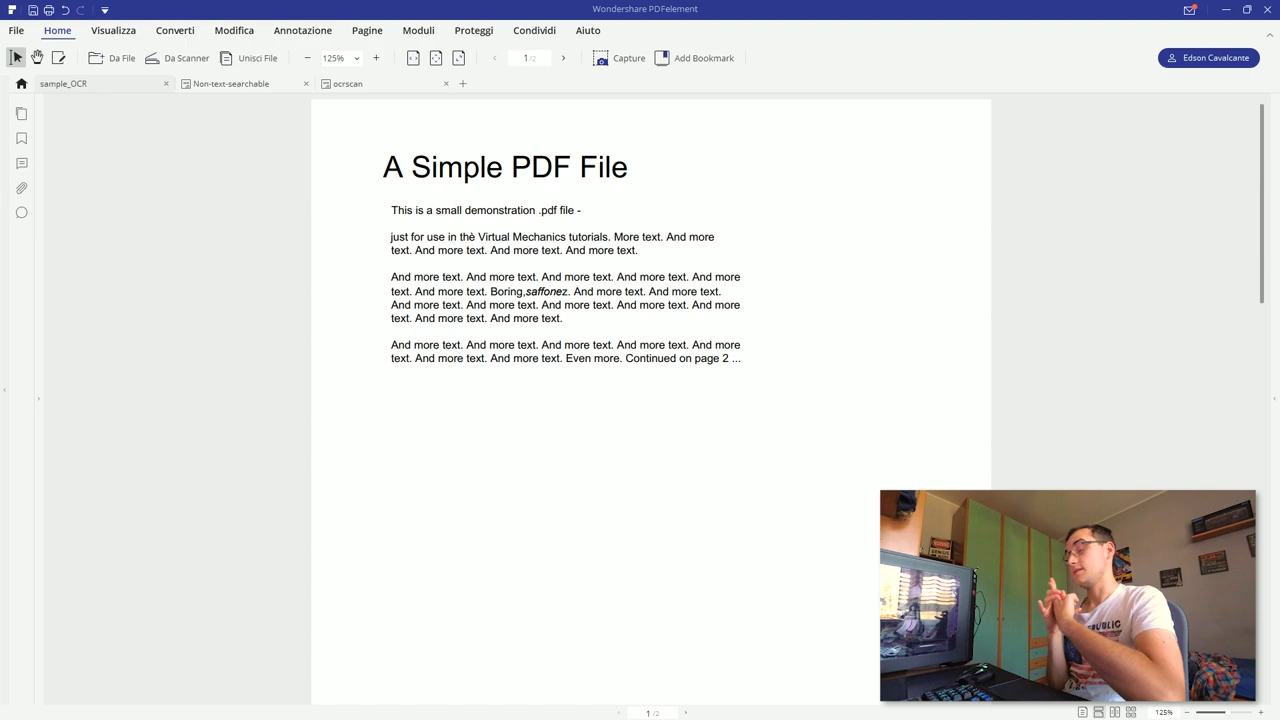 Wondershare PDFelement
File Home Visualizza Converti Modifica Annotazione Pagine Moduli Proteggi Condividi Aiuto
Da File Da Scanner Unisci File 125% 1/2 Capture Add Bookmark Edson Cavalcante
sample_OCR Non-text-searchable ocrscan
A Simple PDF File
This is a small demonstration .pdf file -
just for use in thè Virtual Mechanics tutorials. More text. And more
text. And more text. And more text. And more text.
And more text. And more text. And more text. And more text. And more
text. And more text. Boring,saffonez. And more text. And more text.
And more text. And more text. And more text. And more text. And more
text. And more text. And more text.
And more text. And more text. And more text. And more text. And more
text. And more text. And more text. Even more. Continued on page 2 ...
GENIUS
PUBLIC
1/2 125%